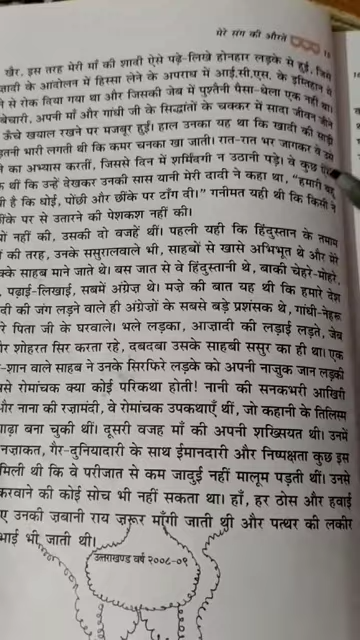 मेरे संग की औरतें
15
खैर, इस तरह मेरी माँ की शादी ऐसे पढ़े-लिखे होनहार लड़के से हुई, जिसे
ज़ादी के आंदोलन में हिस्सा लेने के अपराध में आई.सी.एस. के इम्तिहान में
ने से रोक दिया गया था और जिसकी जेब में पुश्तैनी पैसा-धेला एक नहीं था।
बेचारी, अपनी माँ और गांधी जी के सिद्धांतों के चक्कर में सादा जीवन जीने
ऊँचे खयाल रखने पर मजबूर हुईं। हाल उनका यह था कि खादी की साड़ी
इतनी भारी लगती थी कि कमर चनका खा जाती। रात-रात भर जागकर वे उसे
ने का अभ्यास करतीं, जिससे दिन में शर्मिंदगी न उठानी पड़े। वे कुछ ऐसी
क थीं कि उन्हें देखकर उनकी सास यानी मेरी दादी ने कहा था, "हमारी बहू
ी है कि धोई, पोंछी और छींके पर टाँग दी।" गनीमत यही थी कि किसी ने
छींके पर से उतारने की पेशकश नहीं की।
यों नहीं की, उसकी दो वजहें थीं। पहली यही कि हिंदुस्तान के तमाम
की तरह, उनके ससुरालवाले भी, साहबों से खासे अभिभूत थे और मेरे
क्के साहब माने जाते थे। बस जात से वे हिंदुस्तानी थे, बाकी चेहरे-मोहरे,
पढ़ाई-लिखाई, सबमें अंग्रेज़ थे। मज़े की बात यह थी कि हमारे देश
ादी की जंग लड़ने वाले ही अंग्रेज़ों के सबसे बड़े प्रशंसक थे, गांधी-नेहरू
रे पिता जी के घरवाले। भले लड़का, आज़ादी की लड़ाई लड़ते, जेब
और शोहरत सिर करता रहे, दबदबा उसके साहबी ससुर का ही था। एक
-शान वाले साहब ने उनके सिरफिरे लड़के को अपनी नाज़ुक जान लड़की
ससे रोमांचक क्या कोई परिकथा होती! नानी की सनकभरी आखिरी
और नाना की रज़ामंदी, वे रोमांचक उपकथाएँ थीं, जो कहानी के तिलिस्म
गाढ़ा बना चुकी थीं। दूसरी वजह माँ की अपनी शख्सियत थी। उनमें
नज़ाकत, गैर-दुनियादारी के साथ ईमानदारी और निष्पक्षता कुछ इस
मिली थी कि वे परीजात से कम जादुई नहीं मालूम पड़ती थीं। उनसे
करवाने की कोई सोच भी नहीं सकता था। हाँ, हर ठोस और हवाई
ए उनकी ज़बानी राय ज़रूर माँगी जाती थी और पत्थर की लकीर
भाई भी जाती थी।
उत्तराखण्ड वर्ष २००८-०९